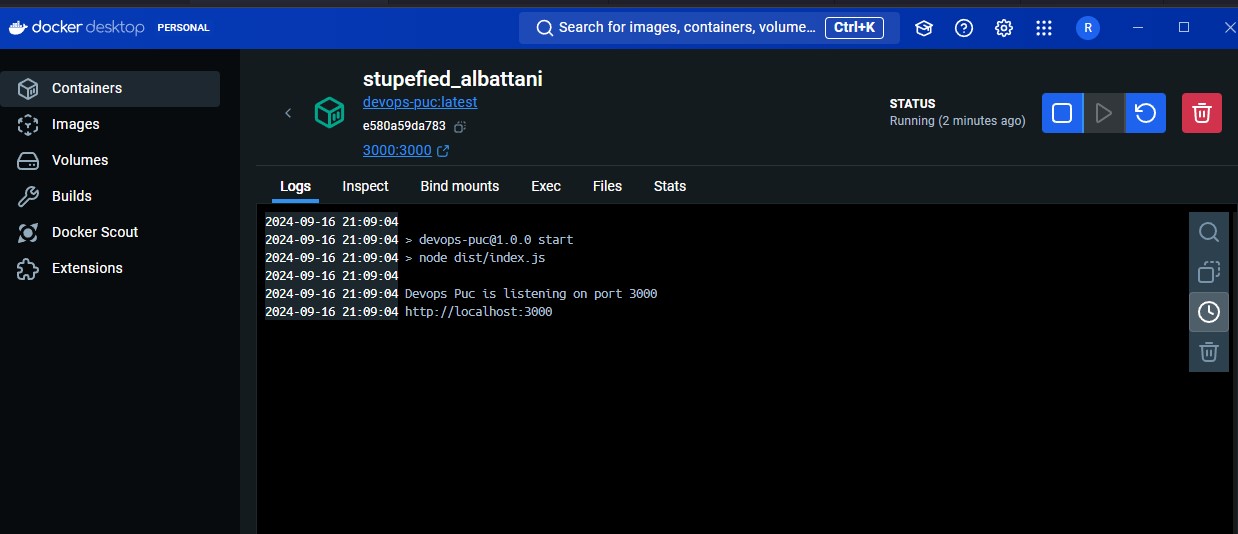 docker desktop PERSONAL
Search for images, containers, volume... Ctrl+K
R
Containers
Images
Volumes
Builds
Docker Scout
Extensions
stupefied_albattani
devops-puc:latest
e580a59da783
3000:3000
STATUS
Running (2 minutes ago)
Logs Inspect Bind mounts Exec Files Stats
2024-09-16 21:09:04
2024-09-16 21:09:04 > devops-puc@1.0.0 start
2024-09-16 21:09:04 > node dist/index.js
2024-09-16 21:09:04
2024-09-16 21:09:04 Devops Puc is listening on port 3000
2024-09-16 21:09:04 http://localhost:3000